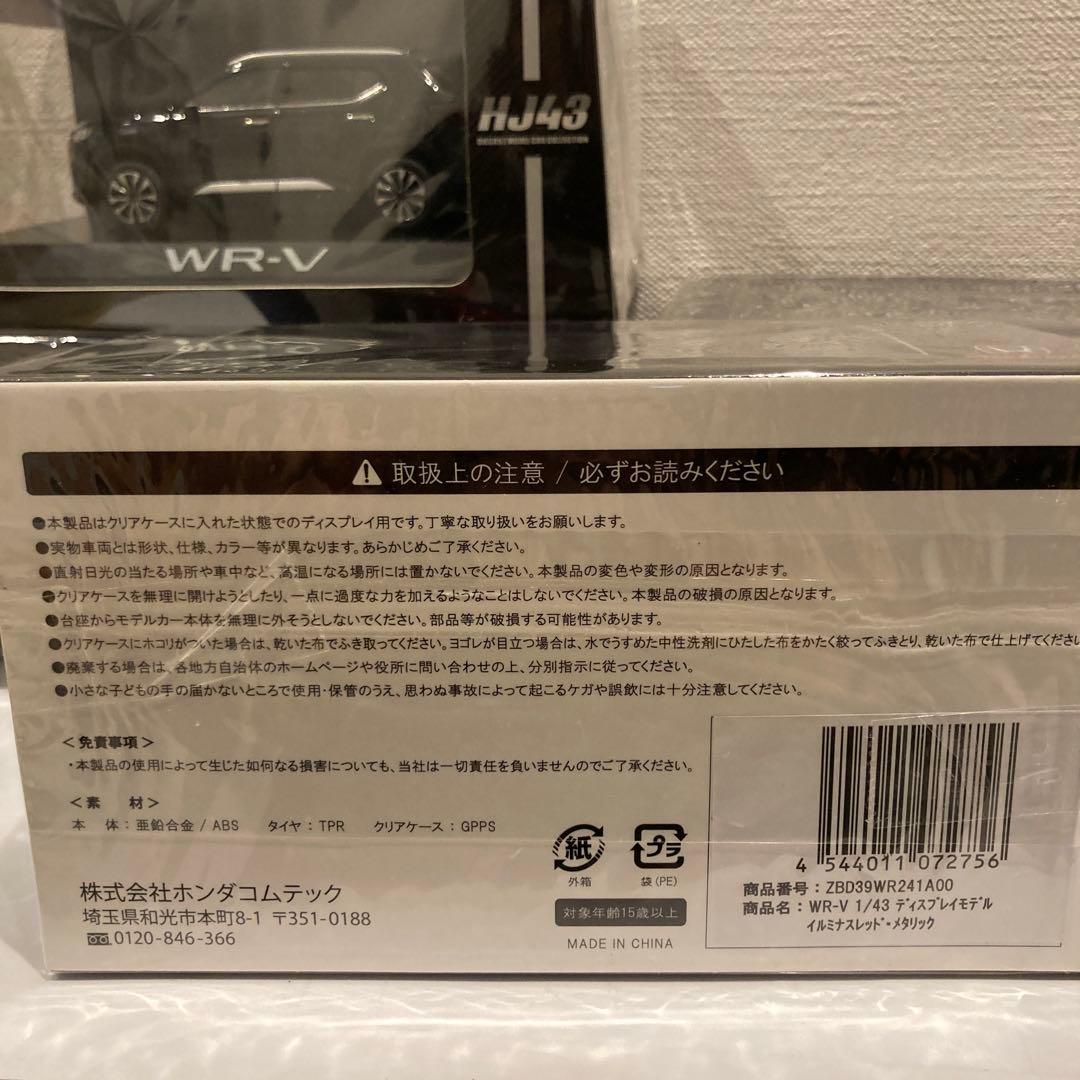 HJ43
WR-V
取扱上の注意 / 必ずお読みください
●本製品はクリアケースに入れた状態でのディスプレイ用です。丁寧な取り扱いをお願いします。
●実物車両とは形状、仕様、カラー等が異なります。あらかじめご了承ください。
●直射日光の当たる場所や車中など、高温になる場所には置かないでください。本製品の変色や変形の原因となります。
●クリアケースを無理に開けようとしたり、一点に過度な力を加えるようなことはしないでください。本製品の破損の原因となります。
●台座からモデルカー本体を無理に外そうとしないでください。部品等が破損する可能性があります。
●クリアケースにホコリがついた場合は、乾いた布でふき取ってください。ヨゴレが目立つ場合は、水でうすめた中性洗剤にひたした布をかたく絞ってふきとり、乾いた布で仕上げてくだ
●廃棄する場合は、各地方自治体のホームページや役所に問い合わせの上、分別指示に従ってください。
●小さな子どもの手の届かないところで使用・保管のうえ、思わぬ事故によって起こるケガや誤飲には十分注意してください。
＜免責事項＞
・本製品の使用によって生じた如何なる損害についても、当社は一切責任を負いませんのでご了承ください。
＜素　材＞
本　体：亜鉛合金 / ABS　タイヤ：TPR　クリアケース：GPPS
紙
外箱
プラ
袋(PE)
対象年齢15歳以上
MADE IN CHINA
株式会社ホンダコムテック
埼玉県和光市本町8-1 〒351-0188
0120-846-366
4 544011 072756
商品番号：ZBD39WR241A00
商品名：WR-V 1/43 ディスプレイモデル
イルミナスレッド・メタリック